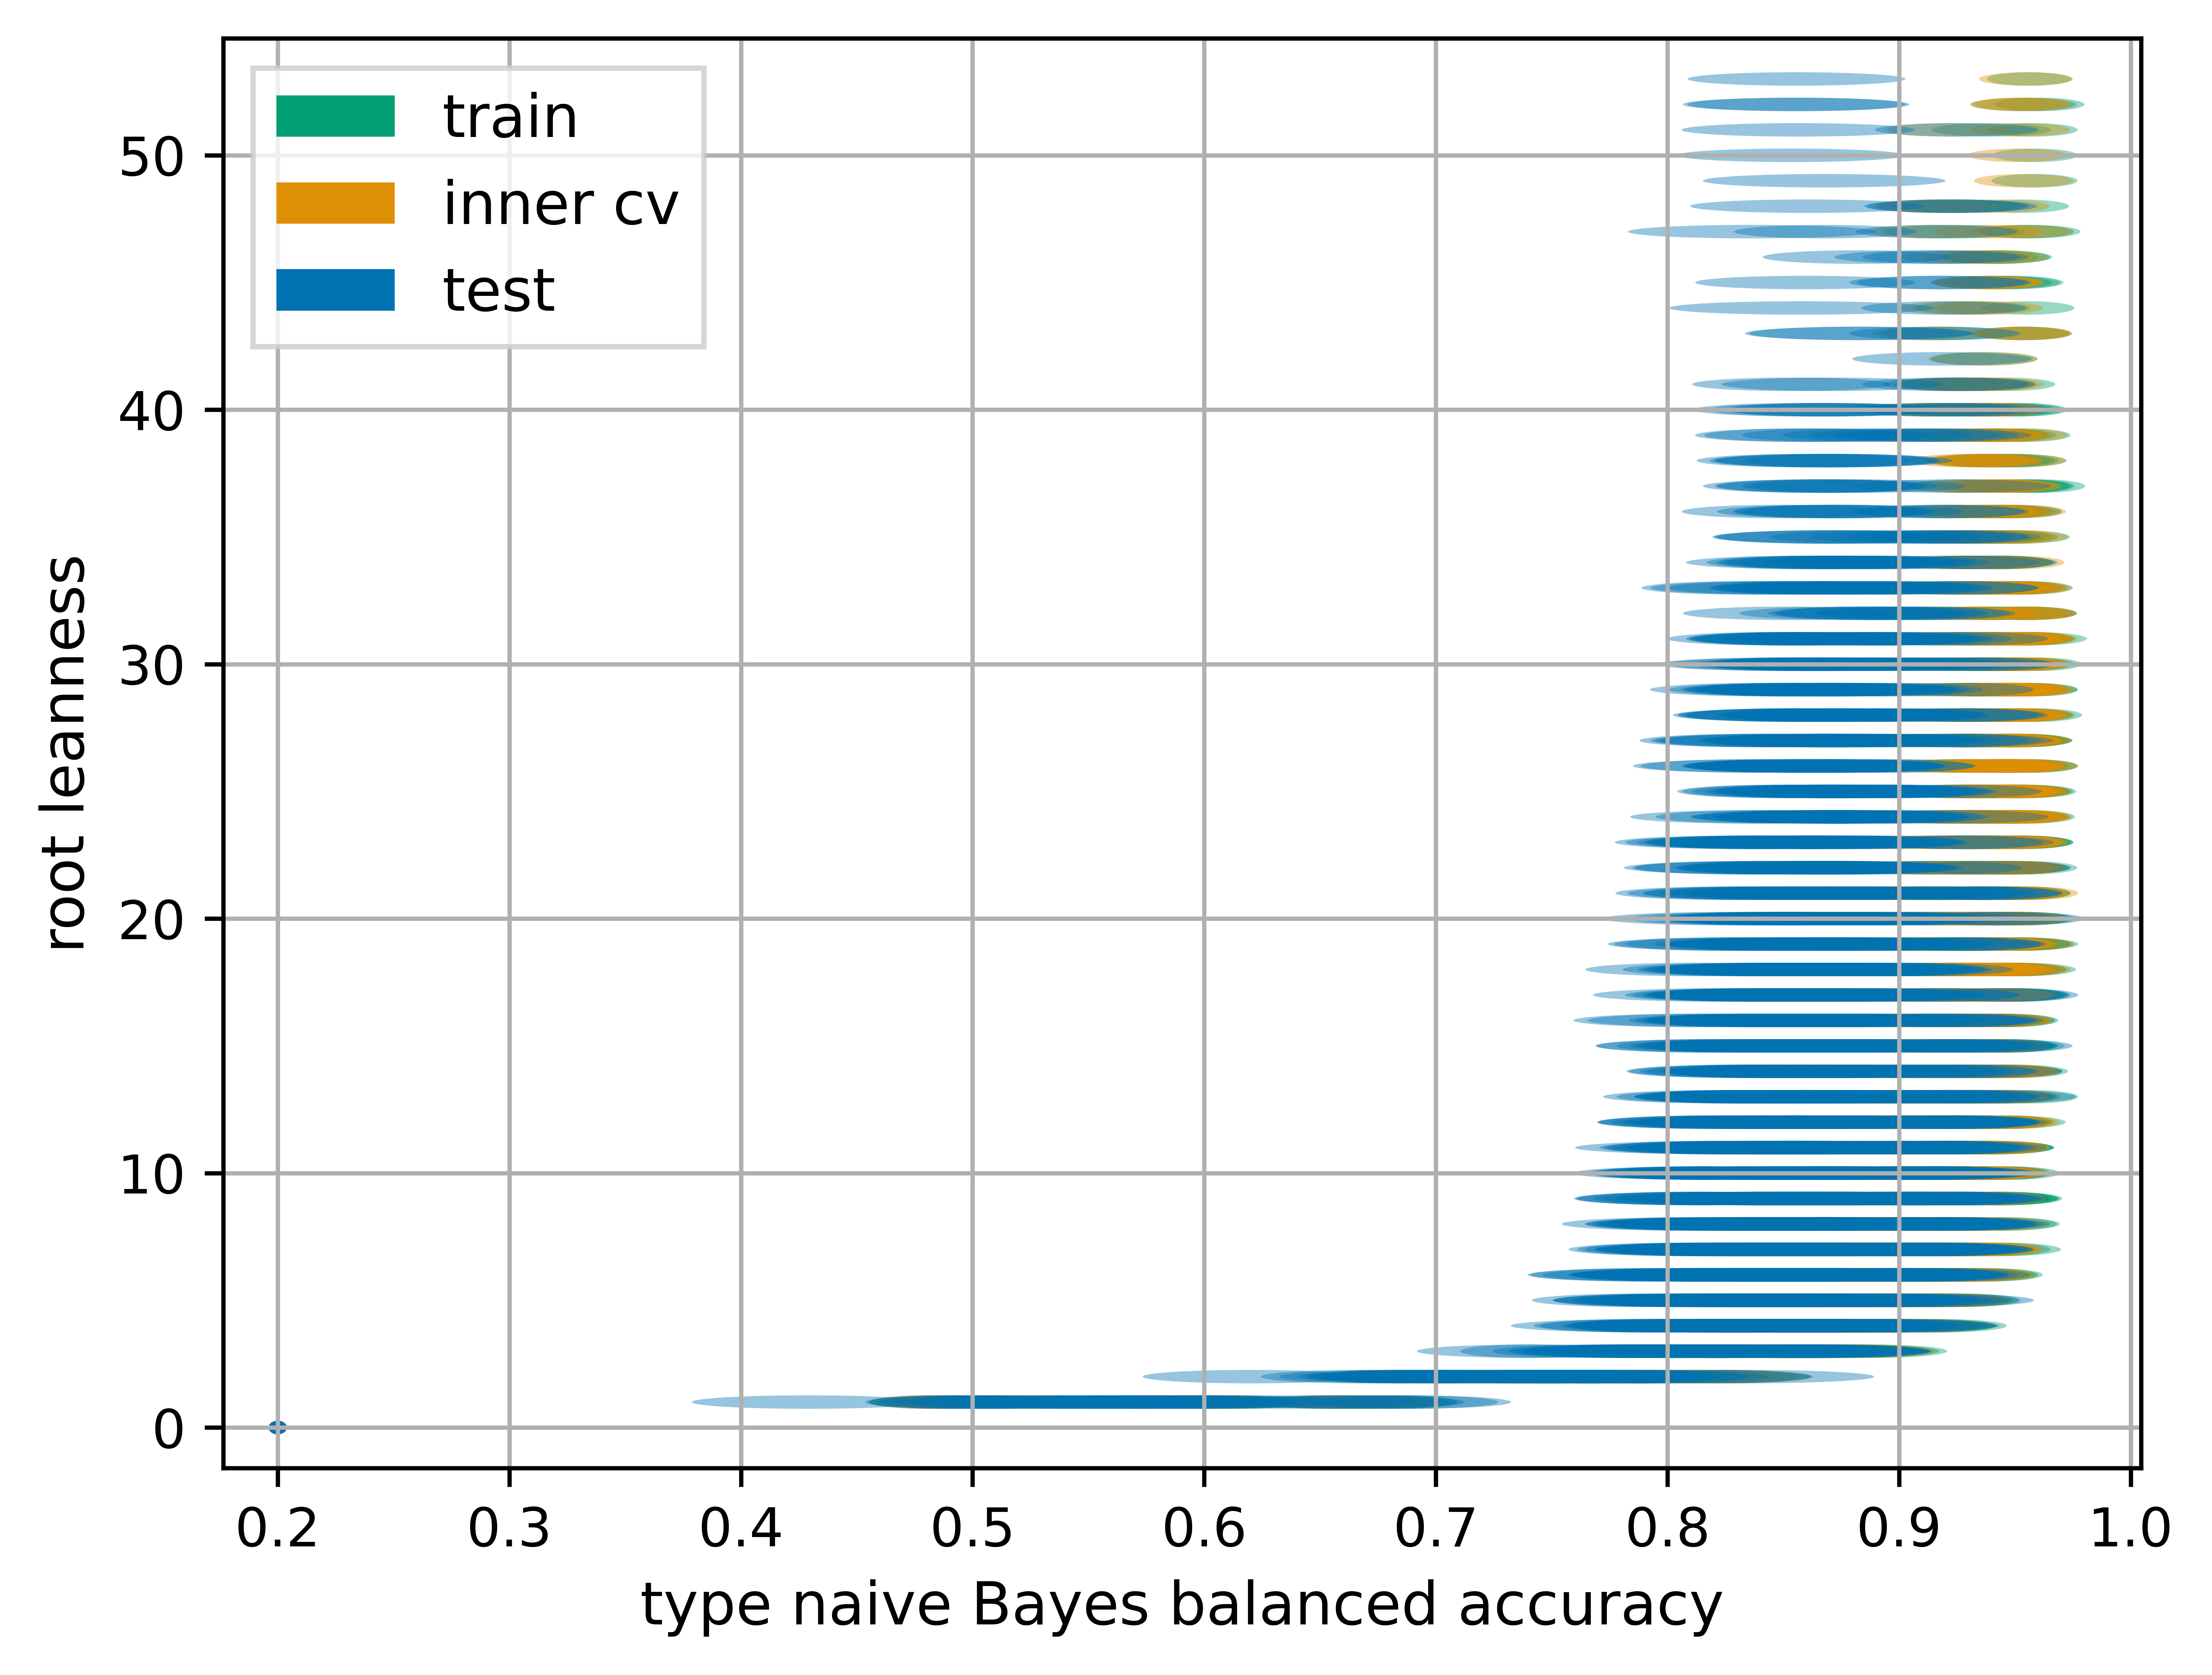 train
inner cv
test
50
40
30
20
10
0
root leanness
0.2 0.3 0.4 0.5 0.6 0.7 0.8 0.9 1.0
type naive Bayes balanced accuracy